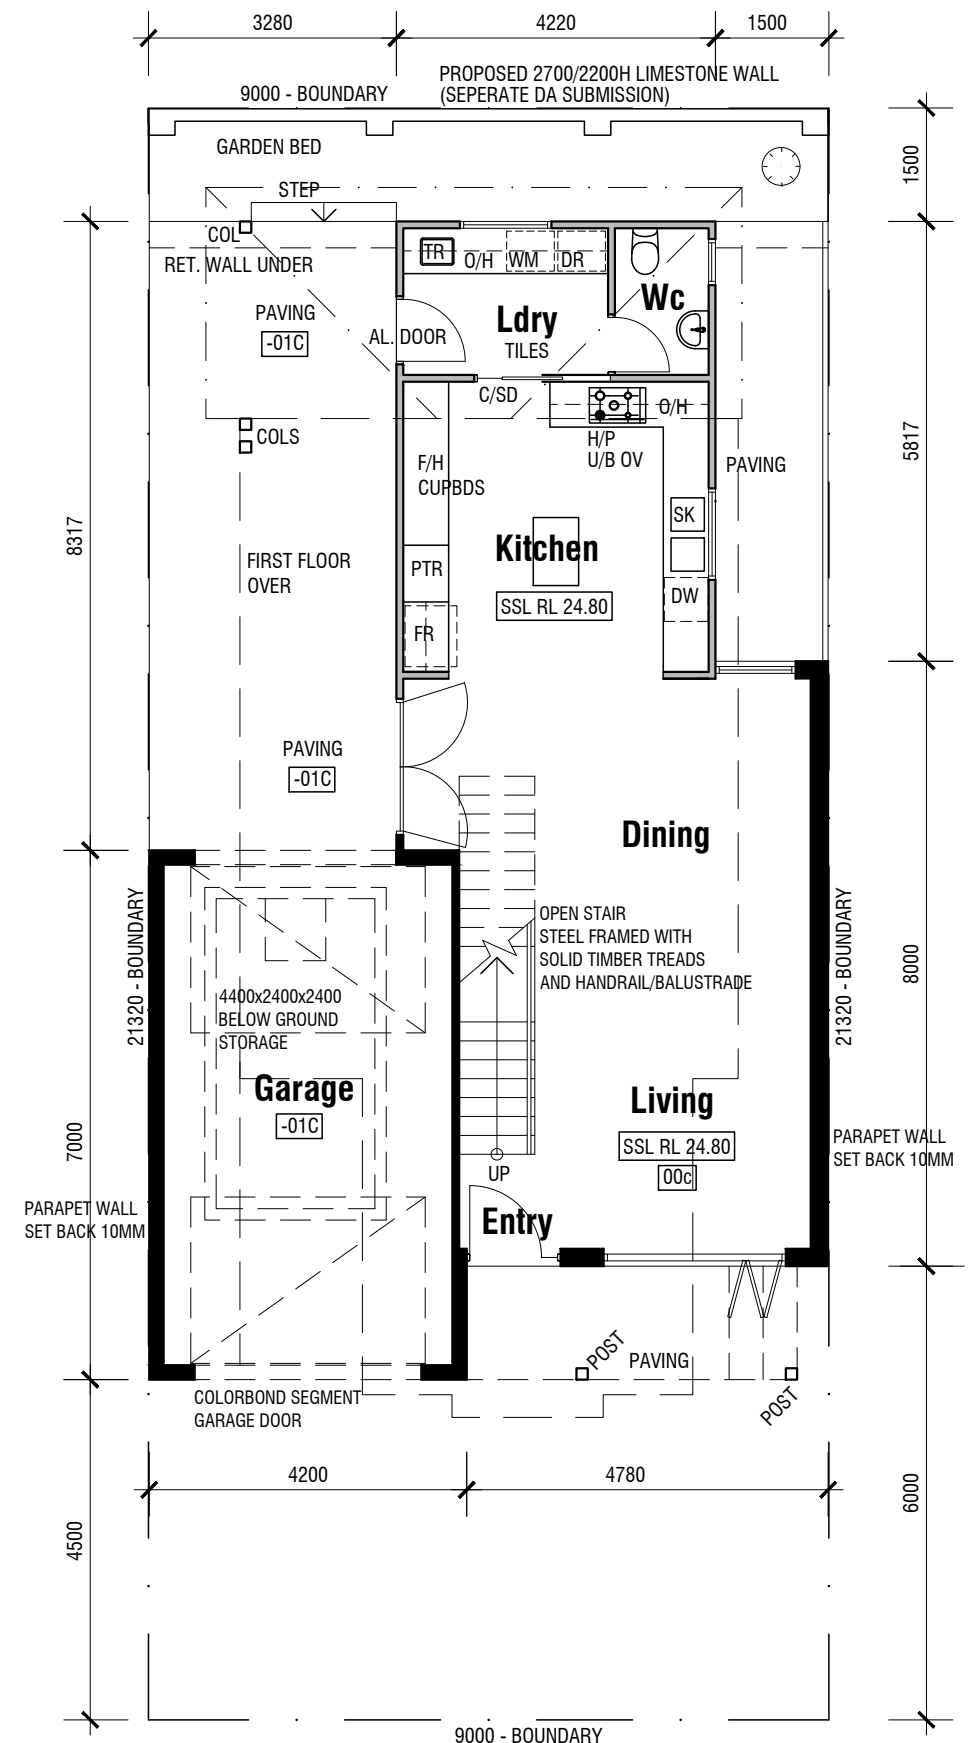 3280
4220
1500
PROPOSED 2700/2200H LIMESTONE WALL
(SEPERATE DA SUBMISSION)
9000 - BOUNDARY
GARDEN BED
1500
STEP
COL
RET. WALL UNDER
TR
O/H
WM
DR
Wc
PAVING
-01C
AL. DOOR
Ldry
TILES
C/SD
O/H
COLS
H/P
U/B OV
F/H
CUPBDS
PAVING
5817
SK
8317
Kitchen
SSL RL 24.80
FIRST FLOOR
OVER
PTR
DW
FR
PAVING
-01C
Dining
21320 - BOUNDARY
OPEN STAIR
STEEL FRAMED WITH
SOLID TIMBER TREADS
AND HANDRAIL/BALUSTRADE
21320 - BOUNDARY
8000
4400x2400x2400
BELOW GROUND
STORAGE
Garage
-01C
Living
SSL RL 24.80
00c
7000
PARAPET WALL
SET BACK 10MM
UP
PARAPET WALL
SET BACK 10MM
Entry
POST
PAVING
POST
COLORBOND SEGMENT
GARAGE DOOR
4200
4780
4500
6000
9000 - BOUNDARY